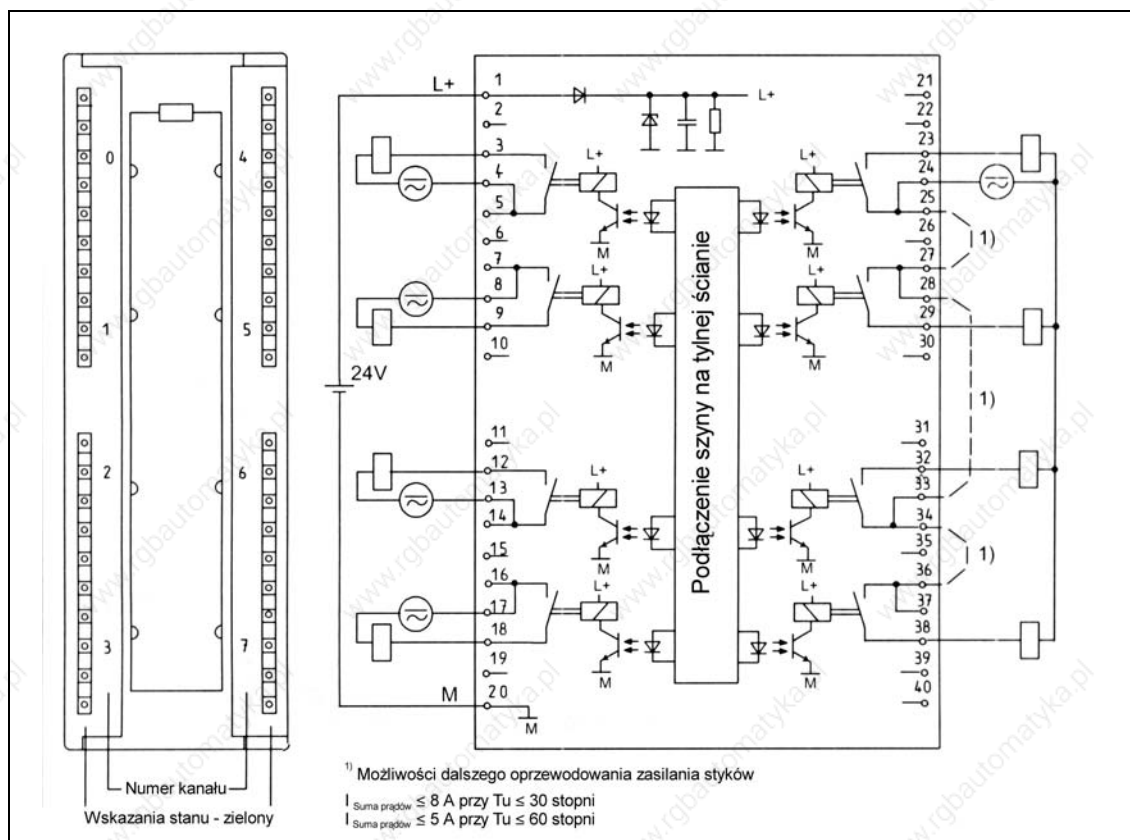 0
1
2
3
4
5
6
7
Numer kanału
Wskazania stanu - zielony
L+
24V
M
1
2
3
4
5
6
7
8
9
10
11
12
13
14
15
16
17
18
19
20
M
L+
L+
M
L+
M
L+
M
L+
M
Podłączenie szyny na tylnej ścianie
L+
M
L+
M
L+
M
L+
M
21
22
23
24
25
26
27
28
29
30
31
32
33
34
35
36
37
38
39
40
1)
1)
1)
1) Możliwości dalszego oprzewodowania zasilania styków
I Suma prądów ≤ 8 A przy Tu ≤ 30 stopni
I Suma prądów ≤ 5 A przy Tu ≤ 60 stopni
www.rgbautomatyka.pl